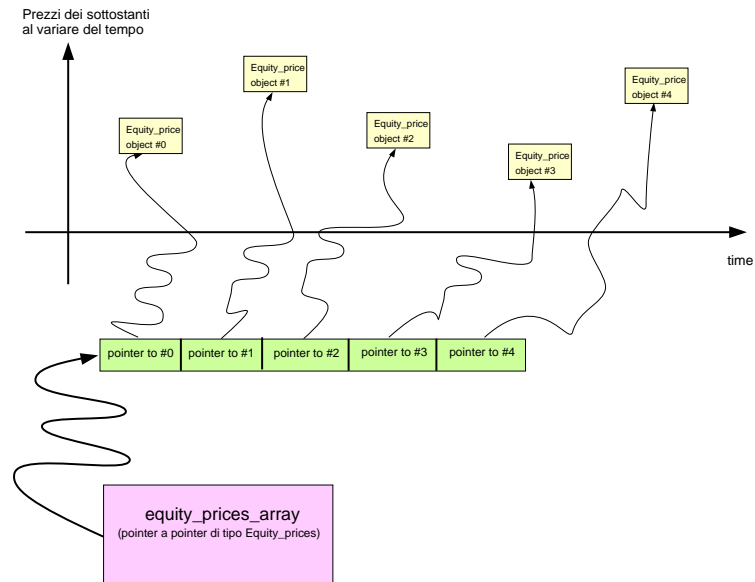 Prezzi dei sottostanti
al variare del tempo
Equity_price
object #0
Equity_price
object #1
Equity_price
object #2
Equity_price
object #3
Equity_price
object #4
time
pointer to #0
pointer to #1
pointer to #2
pointer to #3
pointer to #4
equity_prices_array
(pointer a pointer di tipo Equity_prices)